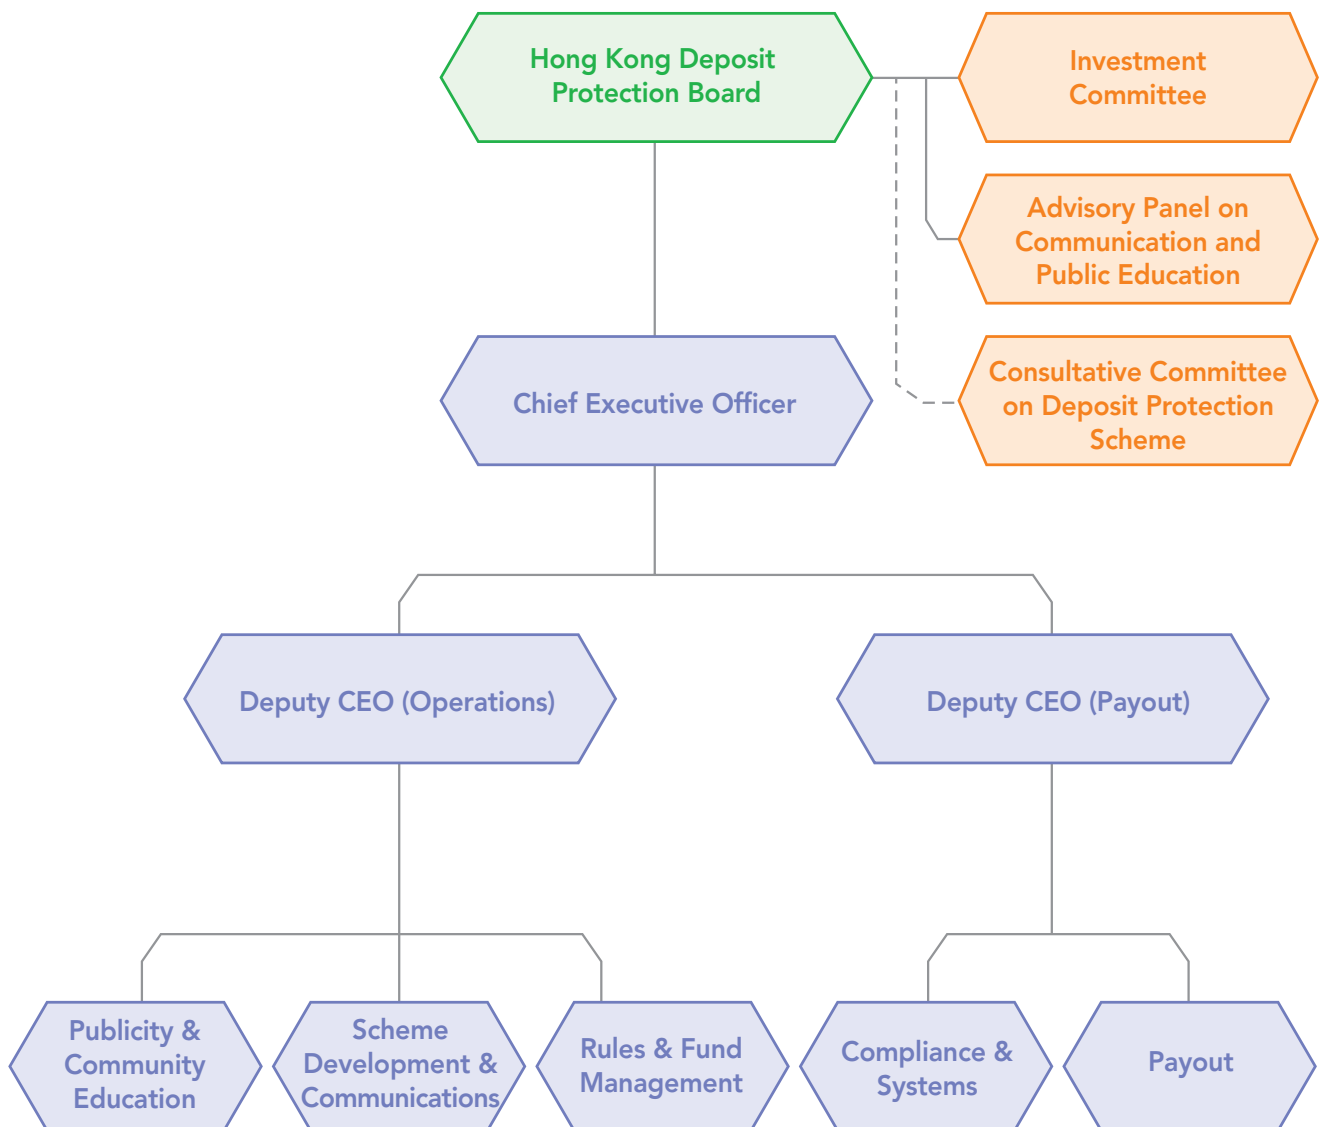 Hong Kong Deposit
Protection Board
Investment
Committee
Advisory Panel on
Communication and
Public Education
Chief Executive Officer
Consultative Committee
on Deposit Protection
Scheme
Deputy CEO (Operations)
Deputy CEO (Payout)
Publicity &
Community
Education
Scheme
Development &
Communications
Rules & Fund
Management
Compliance &
Systems
Payout